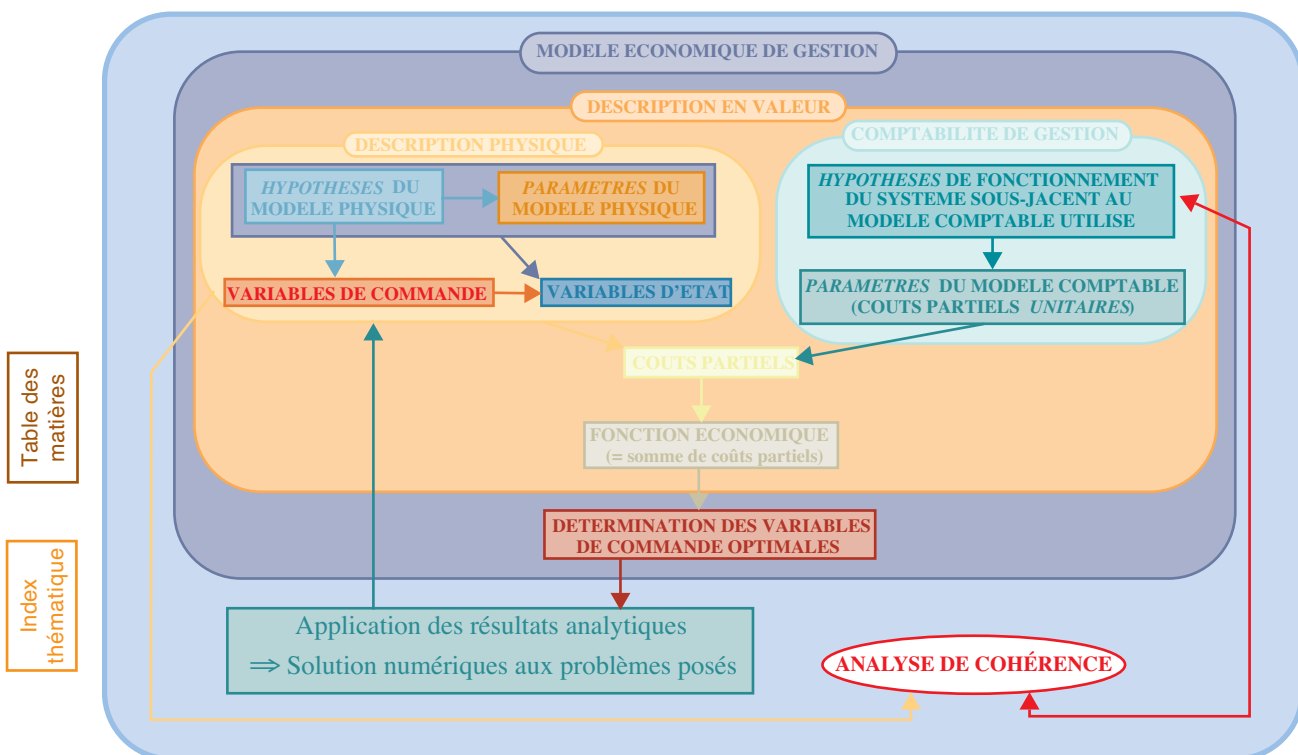 MODELE ECONOMIQUE DE GESTION
DESCRIPTION EN VALEUR
DESCRIPTION PHYSIQUE
COMPTABILITE DE GESTION
HYPOTHESES DU
MODELE PHYSIQUE
PARAMETRES DU
MODELE PHYSIQUE
HYPOTHESES DE FONCTIONNEMENT
DU SYSTEME SOUS-JACENT AU
MODELE COMPTABLE UTILISE
VARIABLES DE COMMANDE
VARIABLES D'ETAT
PARAMETRES DU MODELE COMPTABLE
(COUTS PARTIELS UNITAIRES)
COUTS PARTIELS
Table des
matières
FONCTION ECONOMIQUE
(= somme de coûts partiels)
DETERMINATION DES VARIABLES
DE COMMANDE OPTIMALES
Index
thématique
Application des résultats analytiques
⇒ Solution numériques aux problèmes posés
ANALYSE DE COHÉRENCE